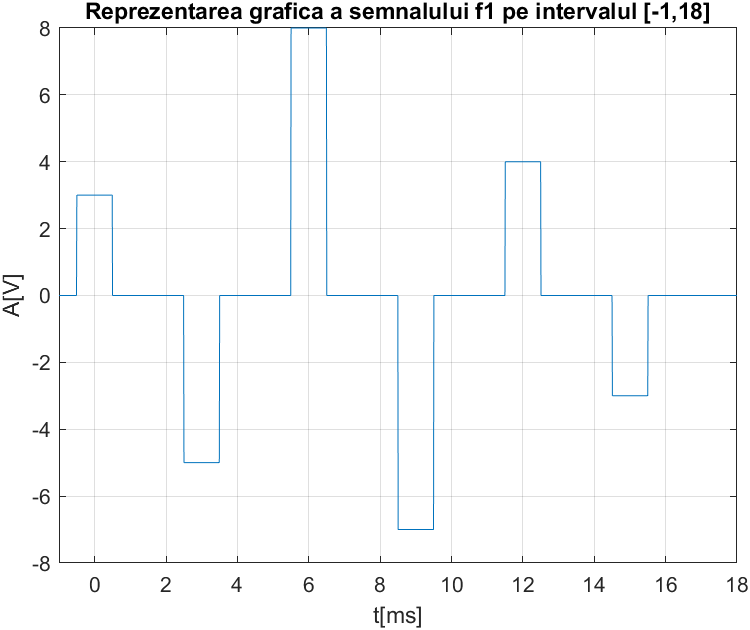 Reprezentarea grafica a semnalului f1 pe intervalul [-1,18]
8
6
4
2
0
-2
-4
-6
-8
A[V]
0 2 4 6 8 10 12 14 16 18
t[ms]